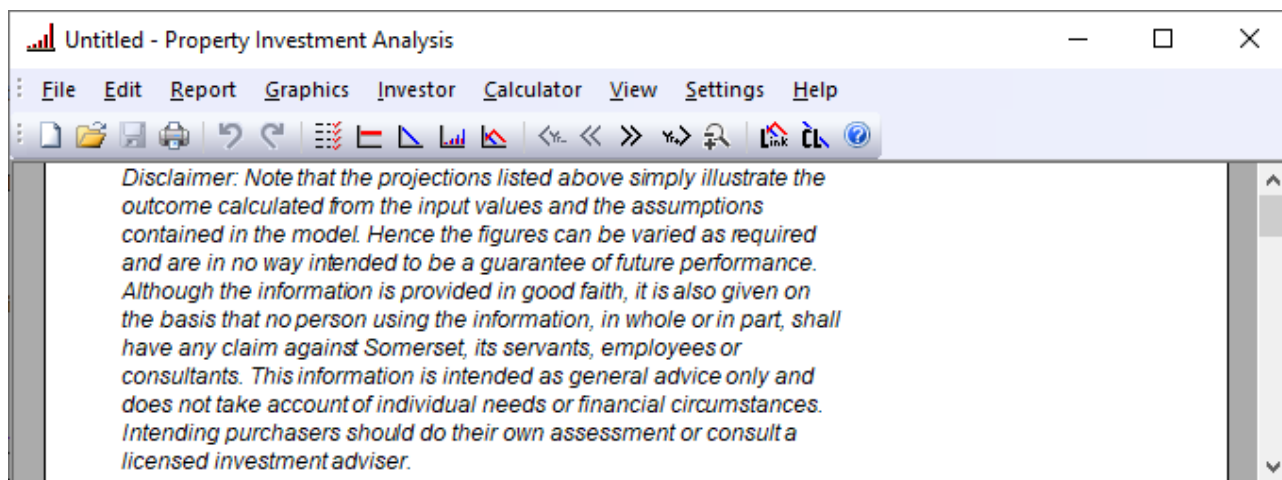 Untitled - Property Investment Analysis
File Edit Report Graphics Investor Calculator View Settings Help
Yr- Yr+ Link CL ?
Disclaimer: Note that the projections listed above simply illustrate the
outcome calculated from the input values and the assumptions
contained in the model. Hence the figures can be varied as required
and are in no way intended to be a guarantee of future performance.
Although the information is provided in good faith, it is also given on
the basis that no person using the information, in whole or in part, shall
have any claim against Somerset, its servants, employees or
consultants. This information is intended as general advice only and
does not take account of individual needs or financial circumstances.
Intending purchasers should do their own assessment or consult a
licensed investment adviser.